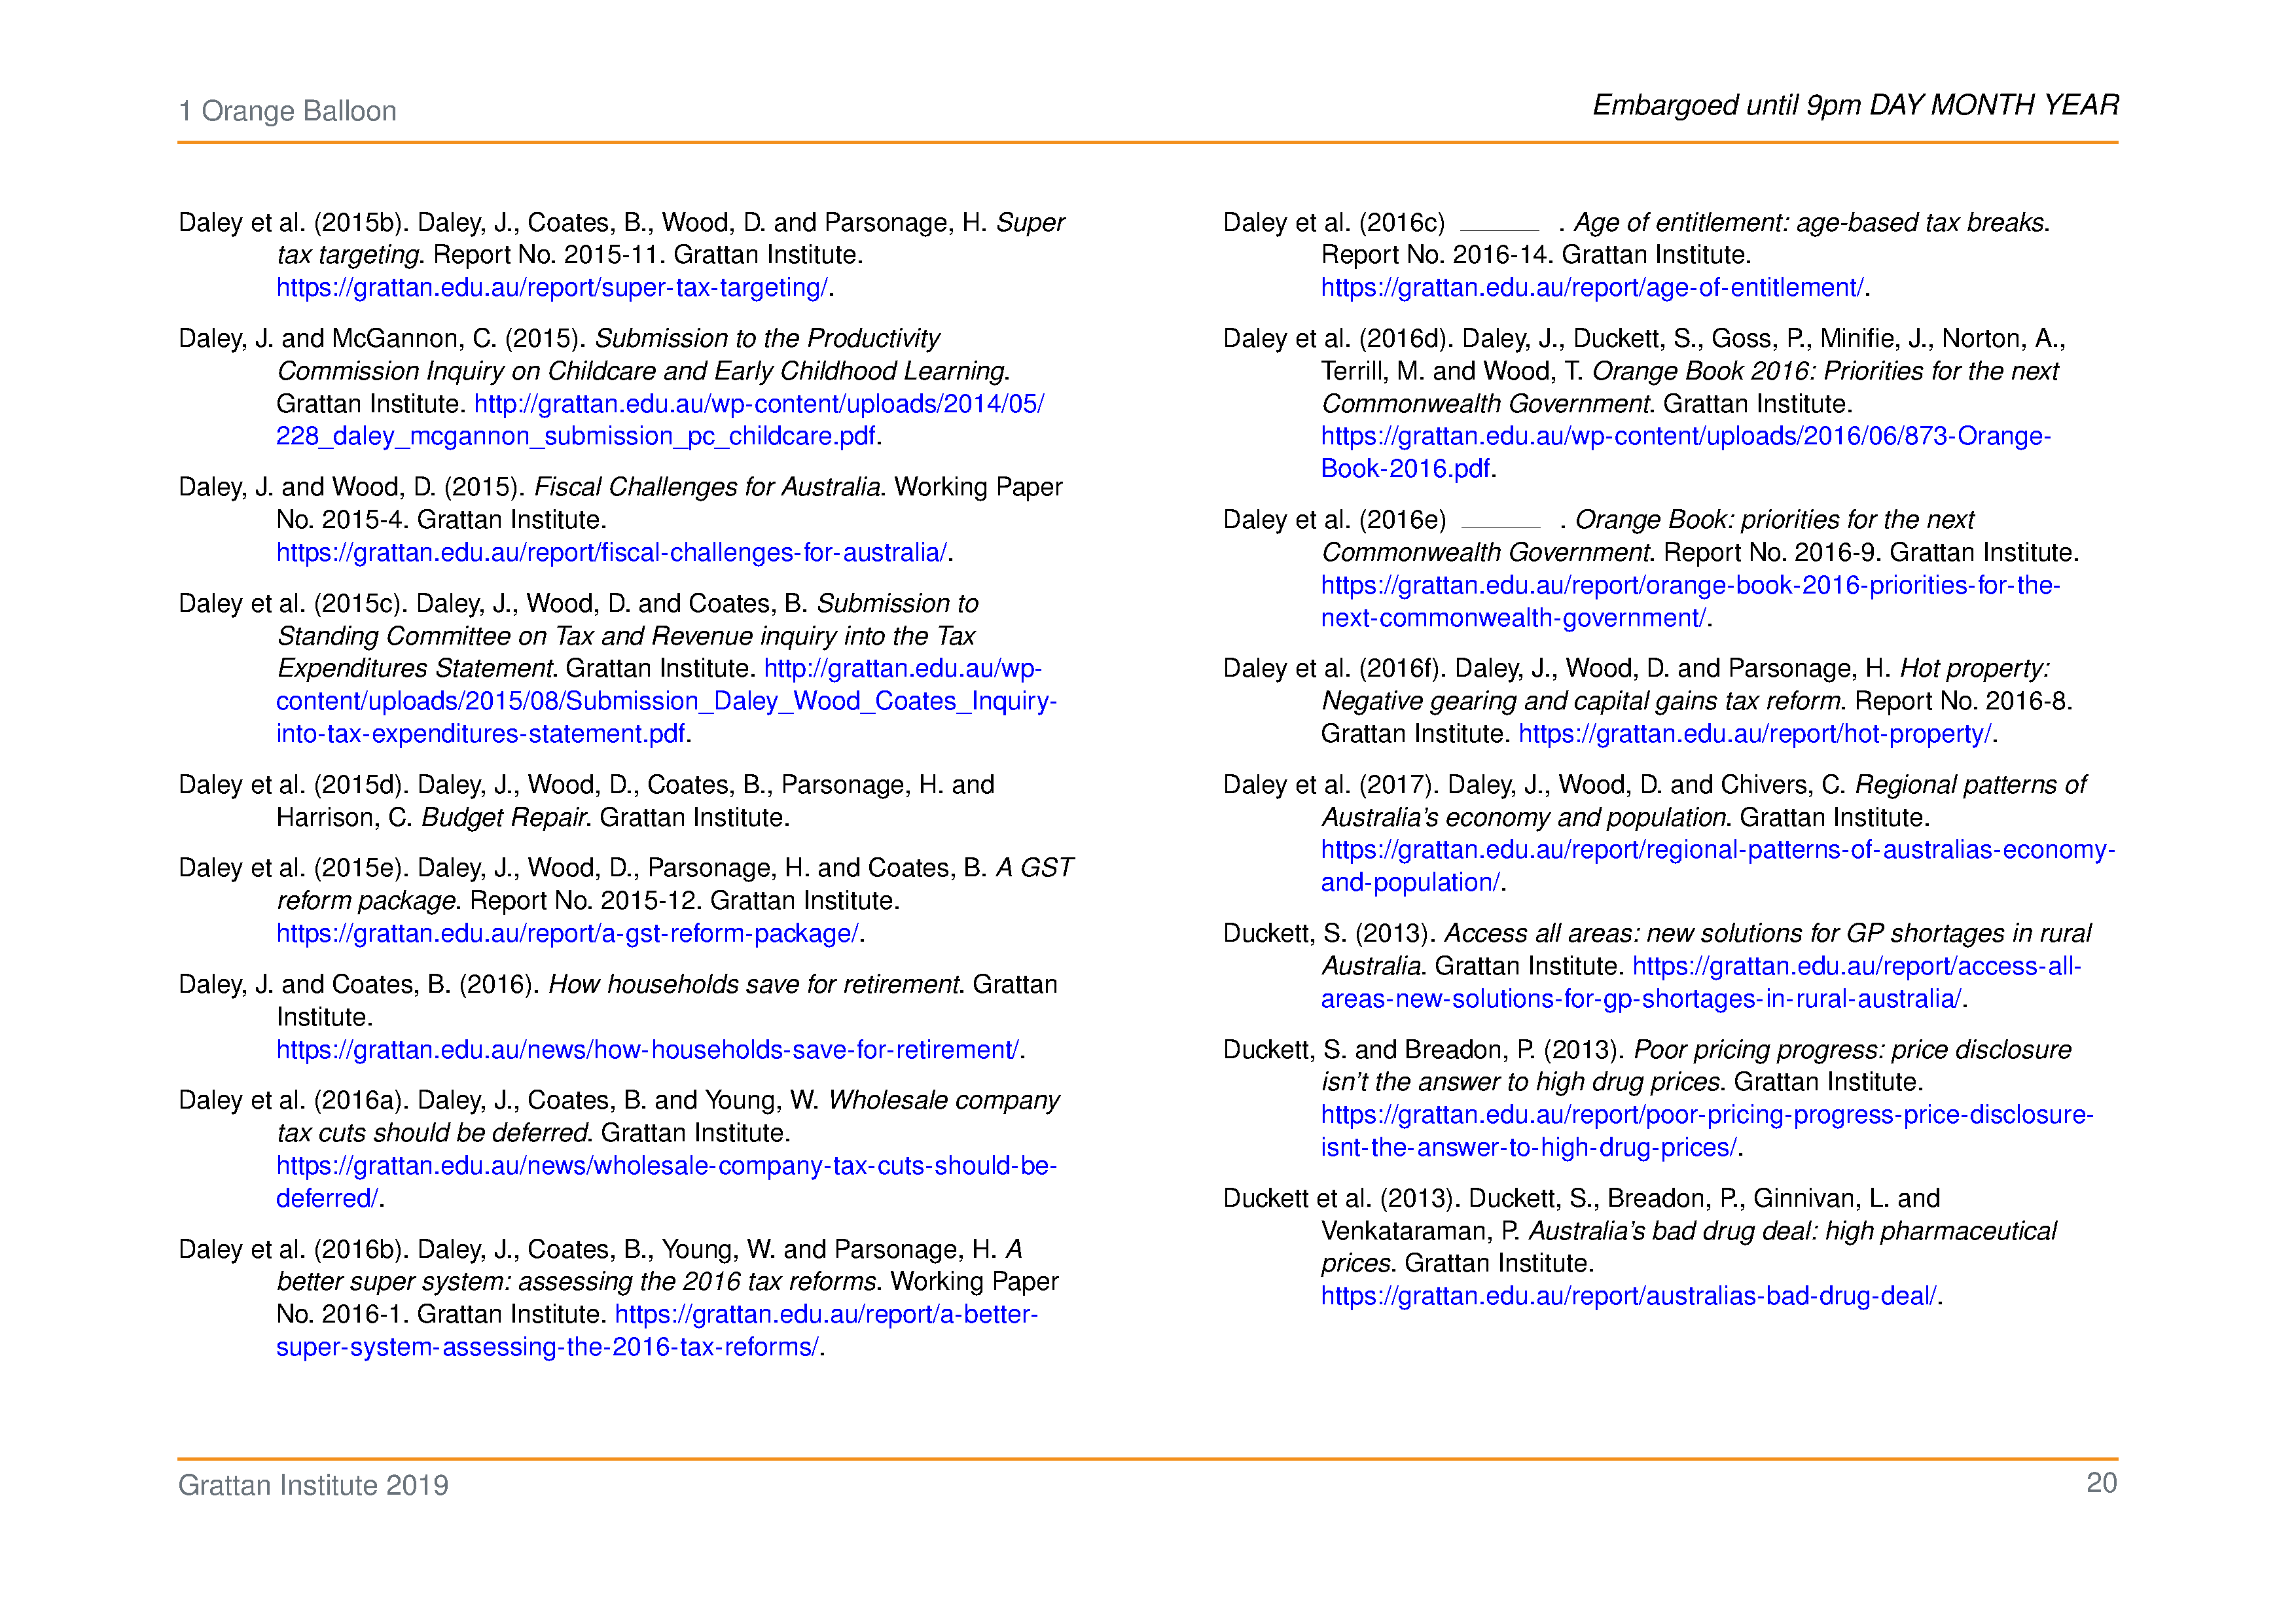 1 Orange Balloon
Embargoed until 9pm DAY MONTH YEAR
Daley et al. (2015b). Daley, J., Coates, B., Wood, D. and Parsonage, H. Super
tax targeting. Report No. 2015-11. Grattan Institute.
https://grattan.edu.au/report/super-tax-targeting/.
Daley, J. and McGannon, C. (2015). Submission to the Productivity
Commission Inquiry on Childcare and Early Childhood Learning.
Grattan Institute. http://grattan.edu.au/wp-content/uploads/2014/05/
228_daley_mcgannon_submission_pc_childcare.pdf.
Daley, J. and Wood, D. (2015). Fiscal Challenges for Australia. Working Paper
No. 2015-4. Grattan Institute.
https://grattan.edu.au/report/fiscal-challenges-for-australia/.
Daley et al. (2015c). Daley, J., Wood, D. and Coates, B. Submission to
Standing Committee on Tax and Revenue inquiry into the Tax
Expenditures Statement. Grattan Institute. http://grattan.edu.au/wp-
content/uploads/2015/08/Submission_Daley_Wood_Coates_Inquiry-
into-tax-expenditures-statement.pdf.
Daley et al. (2015d). Daley, J., Wood, D., Coates, B., Parsonage, H. and
Harrison, C. Budget Repair. Grattan Institute.
Daley et al. (2015e). Daley, J., Wood, D., Parsonage, H. and Coates, B. A GST
reform package. Report No. 2015-12. Grattan Institute.
https://grattan.edu.au/report/a-gst-reform-package/.
Daley, J. and Coates, B. (2016). How households save for retirement. Grattan
Institute.
https://grattan.edu.au/news/how-households-save-for-retirement/.
Daley et al. (2016a). Daley, J., Coates, B. and Young, W. Wholesale company
tax cuts should be deferred. Grattan Institute.
https://grattan.edu.au/news/wholesale-company-tax-cuts-should-be-
deferred/.
Daley et al. (2016b). Daley, J., Coates, B., Young, W. and Parsonage, H. A
better super system: assessing the 2016 tax reforms. Working Paper
No. 2016-1. Grattan Institute. https://grattan.edu.au/report/a-better-
super-system-assessing-the-2016-tax-reforms/.
Daley et al. (2016c) ______ . Age of entitlement: age-based tax breaks.
Report No. 2016-14. Grattan Institute.
https://grattan.edu.au/report/age-of-entitlement/.
Daley et al. (2016d). Daley, J., Duckett, S., Goss, P., Minifie, J., Norton, A.,
Terrill, M. and Wood, T. Orange Book 2016: Priorities for the next
Commonwealth Government. Grattan Institute.
https://grattan.edu.au/wp-content/uploads/2016/06/873-Orange-
Book-2016.pdf.
Daley et al. (2016e) ______ . Orange Book: priorities for the next
Commonwealth Government. Report No. 2016-9. Grattan Institute.
https://grattan.edu.au/report/orange-book-2016-priorities-for-the-
next-commonwealth-government/.
Daley et al. (2016f). Daley, J., Wood, D. and Parsonage, H. Hot property:
Negative gearing and capital gains tax reform. Report No. 2016-8.
Grattan Institute. https://grattan.edu.au/report/hot-property/.
Daley et al. (2017). Daley, J., Wood, D. and Chivers, C. Regional patterns of
Australia's economy and population. Grattan Institute.
https://grattan.edu.au/report/regional-patterns-of-australias-economy-
and-population/.
Duckett, S. (2013). Access all areas: new solutions for GP shortages in rural
Australia. Grattan Institute. https://grattan.edu.au/report/access-all-
areas-new-solutions-for-gp-shortages-in-rural-australia/.
Duckett, S. and Breadon, P. (2013). Poor pricing progress: price disclosure
isn't the answer to high drug prices. Grattan Institute.
https://grattan.edu.au/report/poor-pricing-progress-price-disclosure-
isnt-the-answer-to-high-drug-prices/.
Duckett et al. (2013). Duckett, S., Breadon, P., Ginnivan, L. and
Venkataraman, P. Australia's bad drug deal: high pharmaceutical
prices. Grattan Institute.
https://grattan.edu.au/report/australias-bad-drug-deal/.
Grattan Institute 2019
20